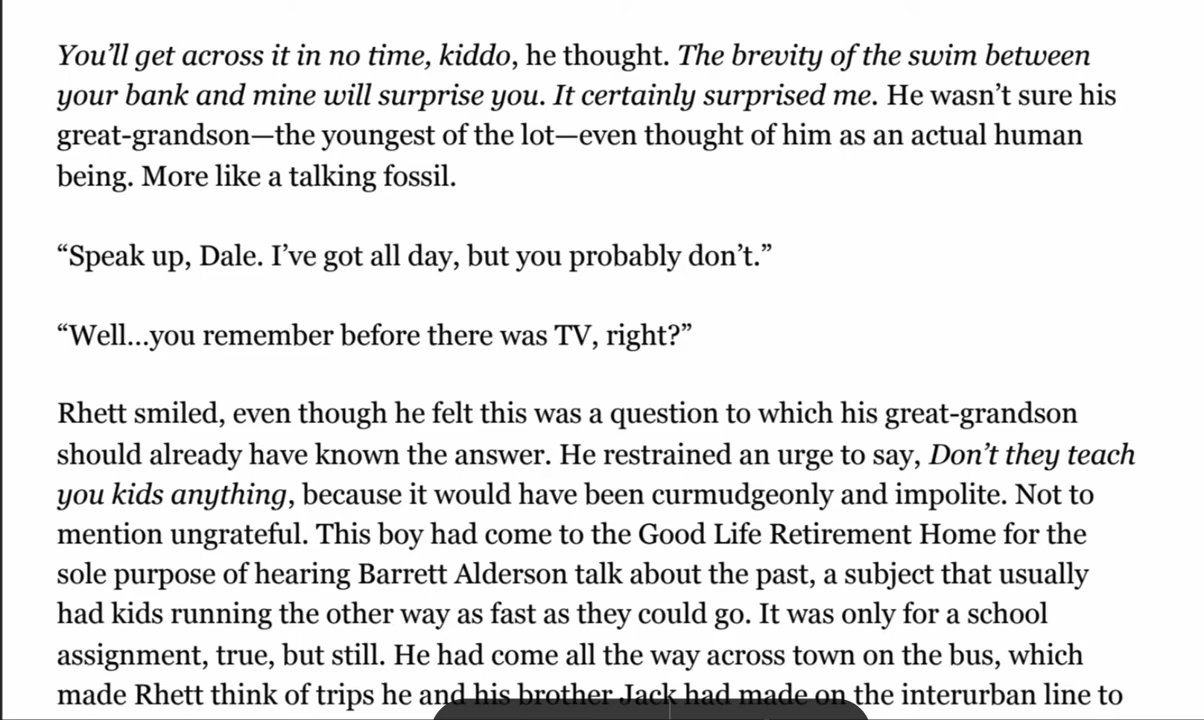 You’ll get across it in no time, kiddo, he thought. The brevity of the swim between
your bank and mine will surprise you. It certainly surprised me. He wasn’t sure his
great-grandson—the youngest of the lot—even thought of him as an actual human
being. More like a talking fossil.
“Speak up, Dale. I’ve got all day, but you probably don’t.”
“Well...you remember before there was TV, right?”
Rhett smiled, even though he felt this was a question to which his great-grandson
should already have known the answer. He restrained an urge to say, Don’t they teach
you kids anything, because it would have been curmudgeonly and impolite. Not to
mention ungrateful. This boy had come to the Good Life Retirement Home for the
sole purpose of hearing Barrett Alderson talk about the past, a subject that usually
had kids running the other way as fast as they could go. It was only for a school
assignment, true, but still. He had come all the way across town on the bus, which
made Rhett think of trips he and his brother Jack had made on the interurban line to